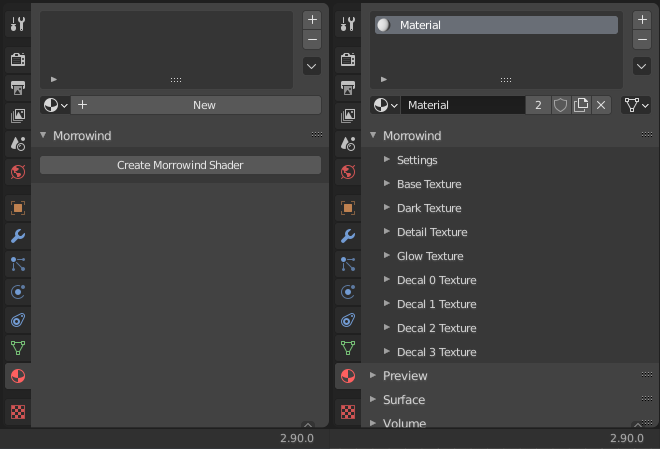 New
Morrowind
Create Morrowind Shader
2.90.0
Material
Material 2
Morrowind
Settings
Base Texture
Dark Texture
Detail Texture
Glow Texture
Decal 0 Texture
Decal 1 Texture
Decal 2 Texture
Decal 3 Texture
Preview
Surface
Volume
2.90.0